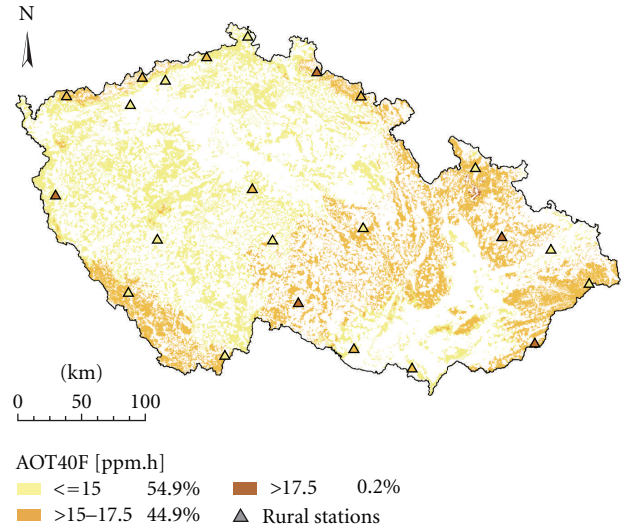 N
(km)
0 50 100
AOT40F [ppm.h]
<=15 54.9% >17.5 0.2%
>15–17.5 44.9% Rural stations